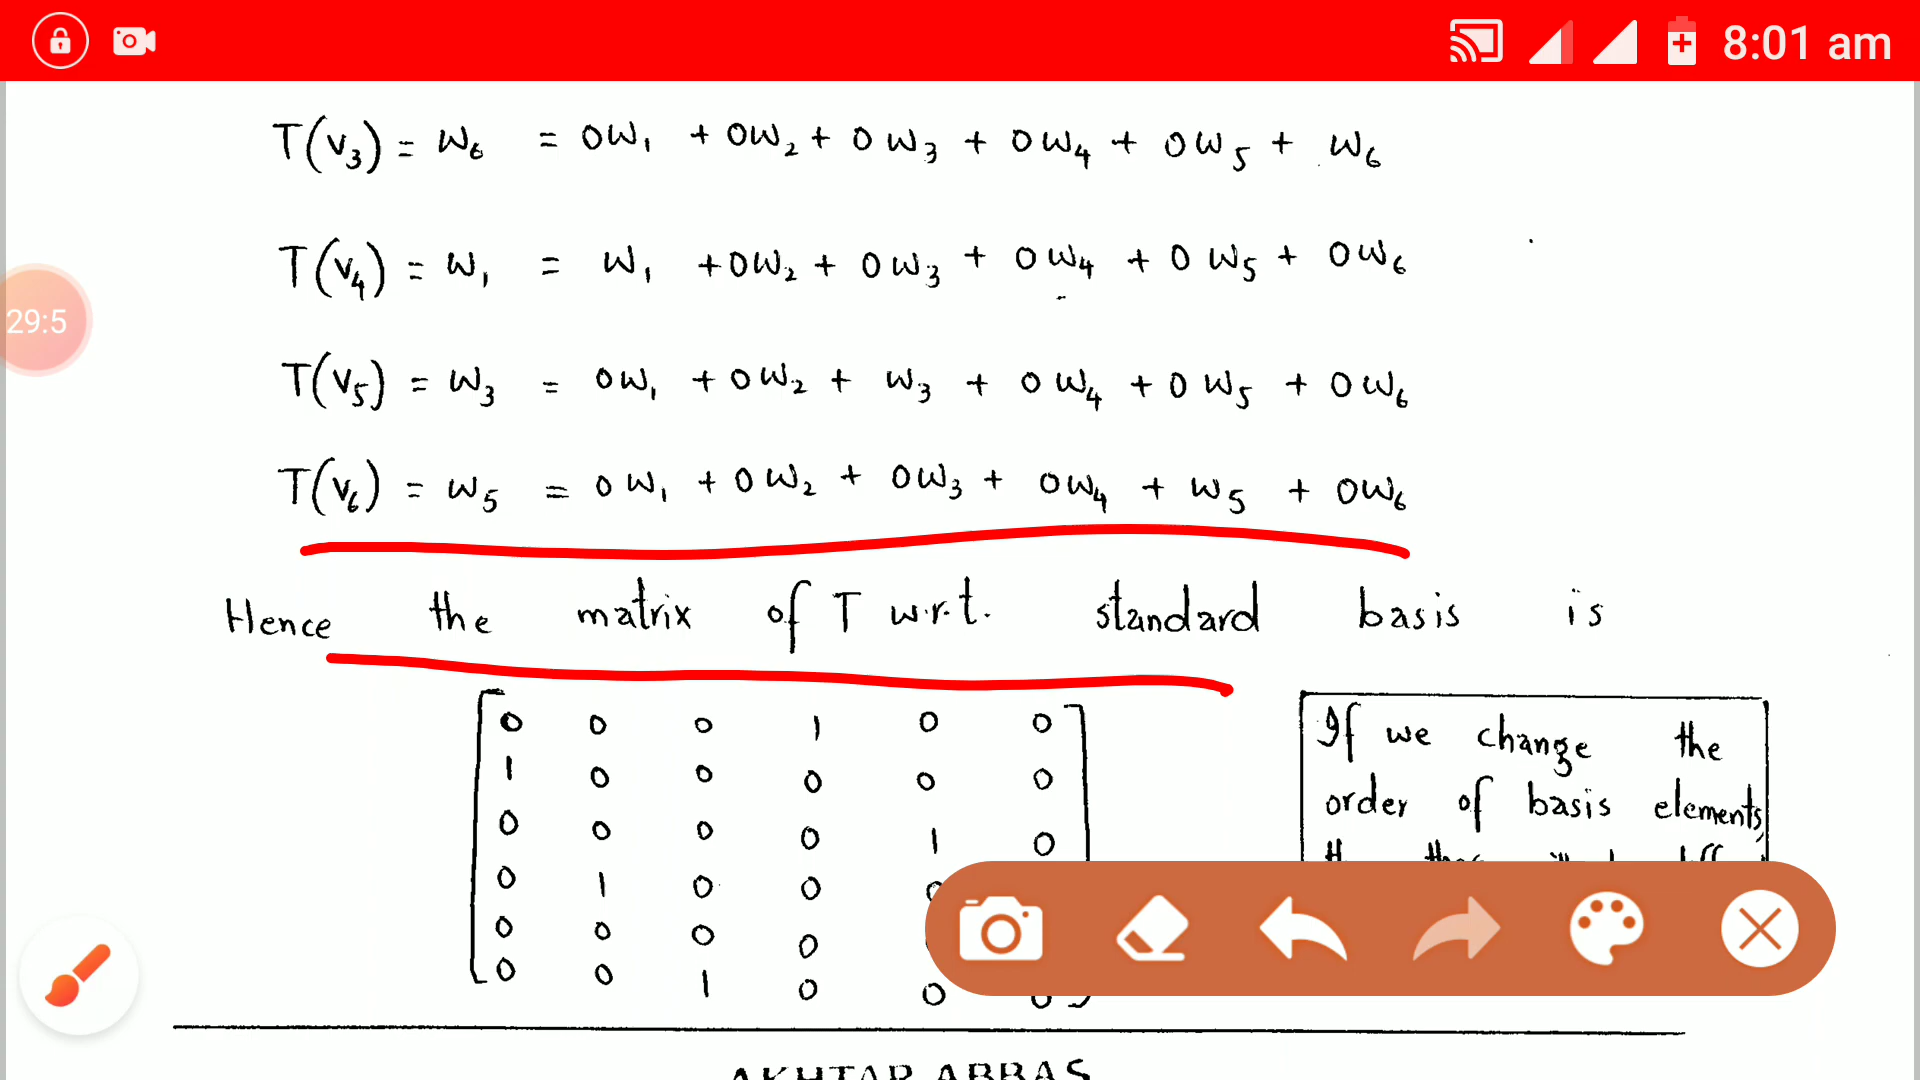 8:01 am
T(v₃) = w₆ = 0w₁ + 0w₂ + 0w₃ + 0w₄ + 0w₅ + w₆
T(v₄) = w₁ = w₁ + 0w₂ + 0w₃ + 0w₄ + 0w₅ + 0w₆
29:5
T(v₅) = w₃ = 0w₁ + 0w₂ + w₃ + 0w₄ + 0w₅ + 0w₆
T(v₆) = w₅ = 0w₁ + 0w₂ + 0w₃ + 0w₄ + w₅ + 0w₆
Hence the matrix of T w.r.t. standard basis is
0 0 0 1 0 0
1 0 0 0 0 0
0 0 0 0 1 0
0 1 0 0
0 0 0 0
0 0 1 0 0 0
If we change the
order of basis elements,
AKHTAR ABBAS